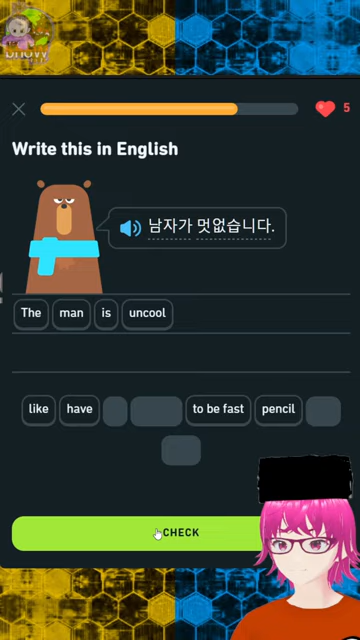 5
Write this in English
남자가 멋없습니다.
The man is uncool
like have to be fast pencil
CHECK